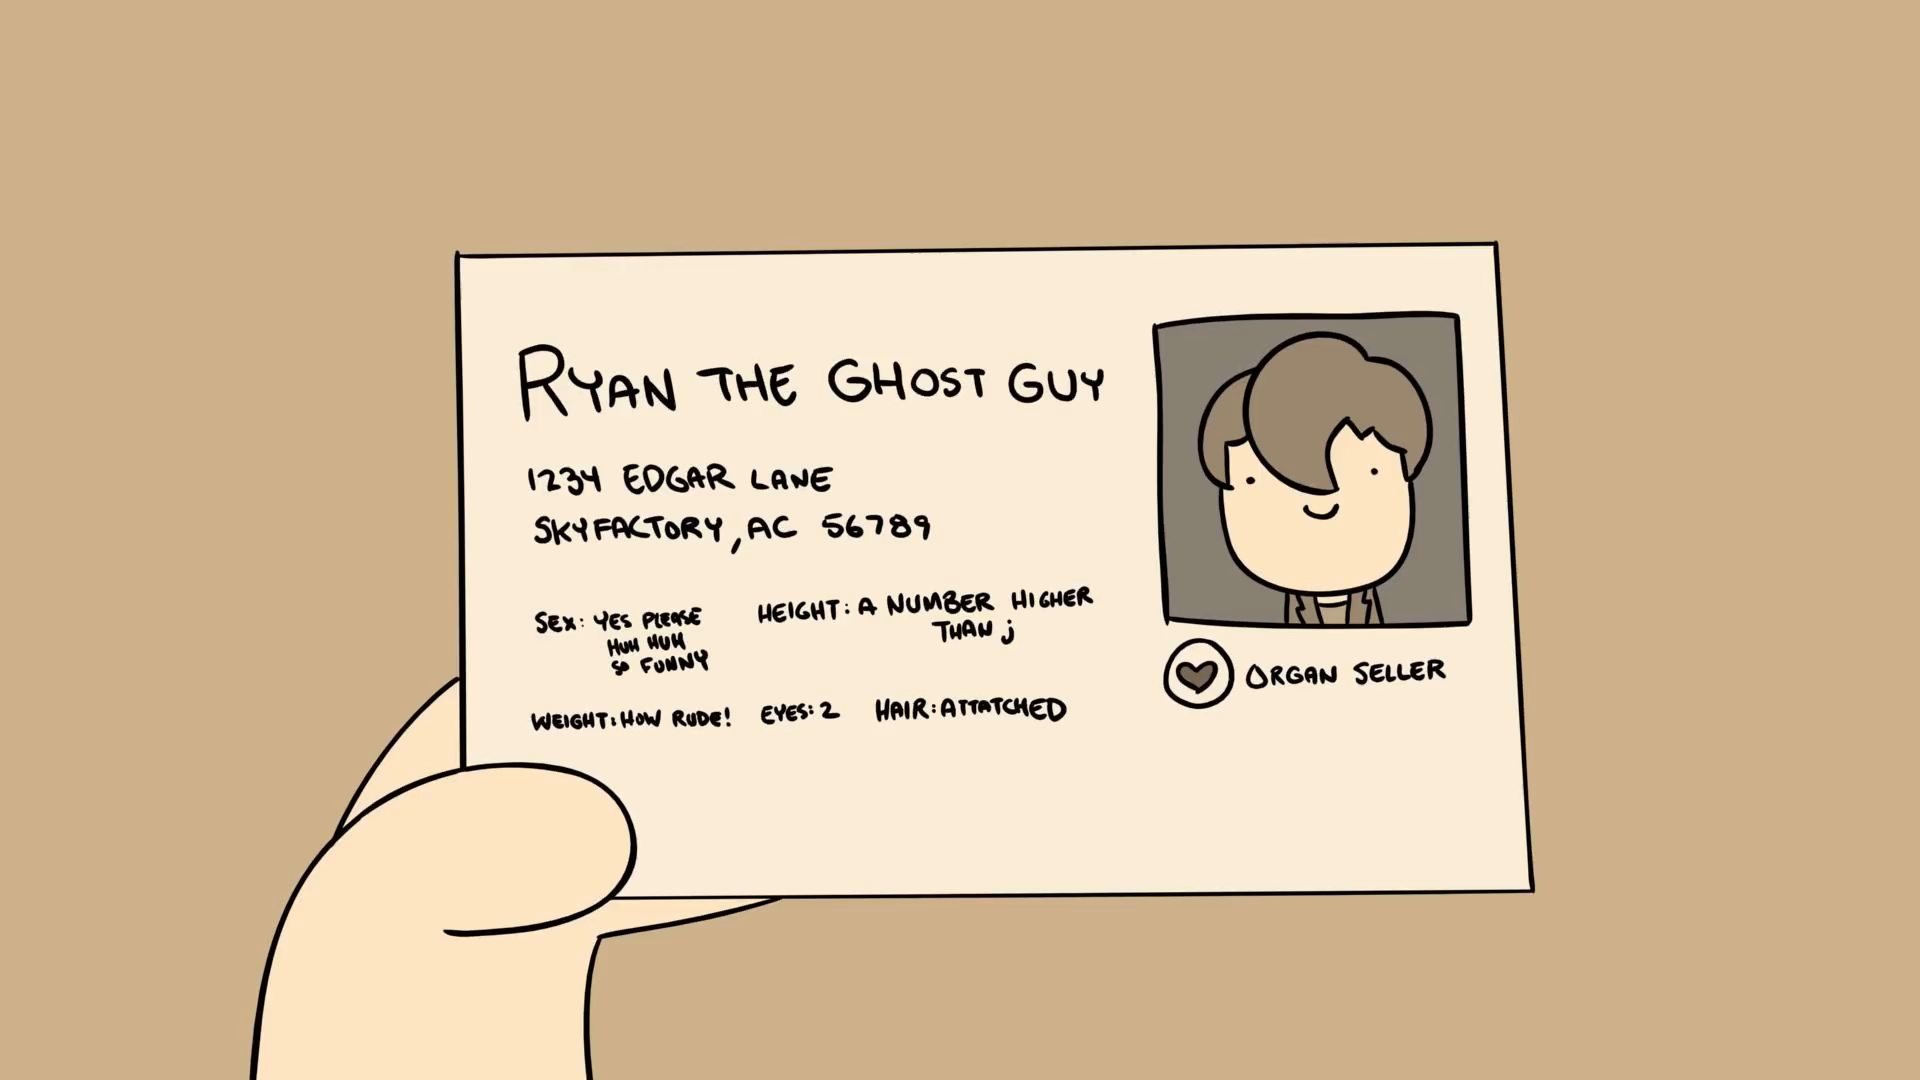 RYAN THE GHOST GUY
1234 EDGAR LANE
SKYFACTORY, AC 56789
SEX: YES PLEASE
HUH HUH
SO FUNNY
HEIGHT: A NUMBER HIGHER
THAN j
WEIGHT: HOW RUDE!
EYES: 2
HAIR: ATTATCHED
ORGAN SELLER